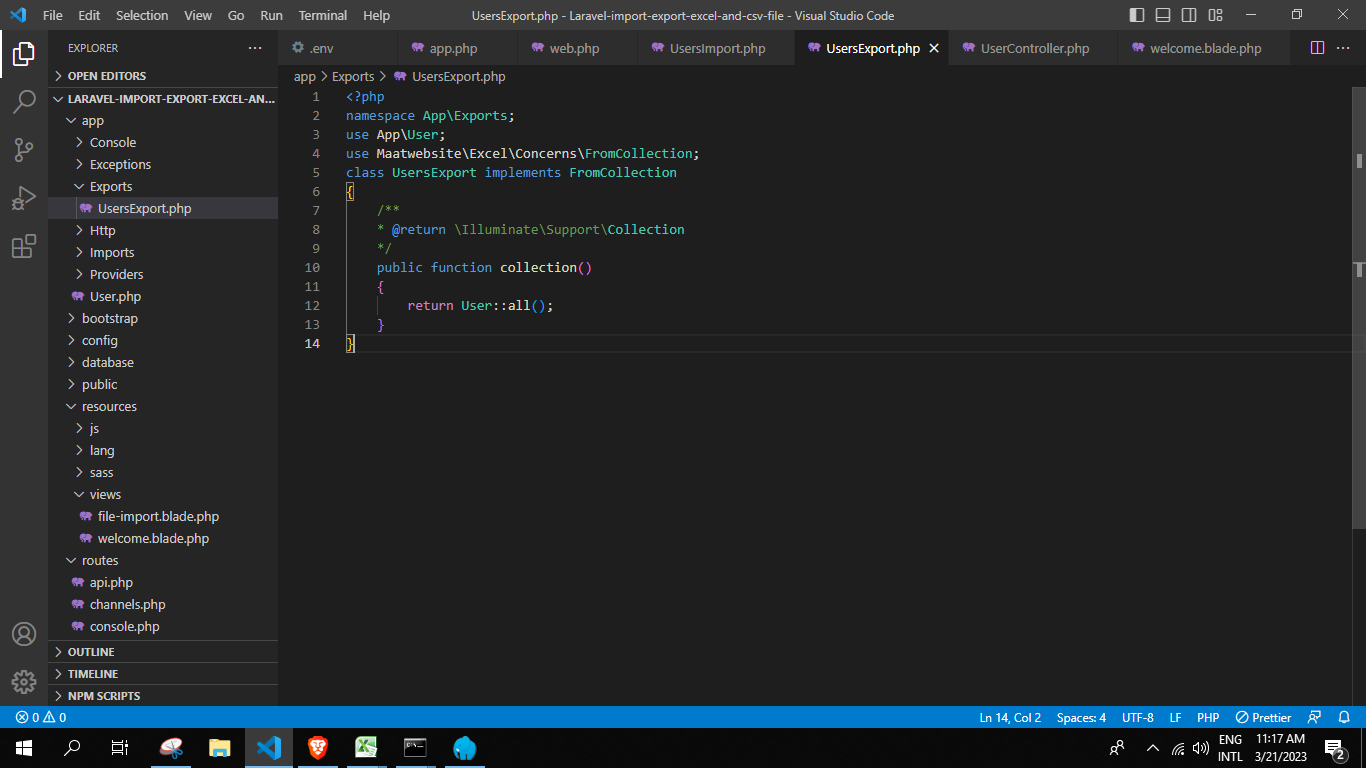 File Edit Selection View Go Run Terminal Help
UsersExport.php - Laravel-import-export-excel-and-csv-file - Visual Studio Code
EXPLORER
OPEN EDITORS
LARAVEL-IMPORT-EXPORT-EXCEL-AN...
app
Console
Exceptions
Exports
UsersExport.php
Http
Imports
Providers
User.php
bootstrap
config
database
public
resources
js
lang
sass
views
file-import.blade.php
welcome.blade.php
routes
api.php
channels.php
console.php
OUTLINE
TIMELINE
NPM SCRIPTS
.env app.php web.php UsersImport.php UsersExport.php UserController.php welcome.blade.php
app > Exports > UsersExport.php
1 <?php
2 namespace App\Exports;
3 use App\User;
4 use Maatwebsite\Excel\Concerns\FromCollection;
5 class UsersExport implements FromCollection
6 {
7 /**
8 * @return \Illuminate\Support\Collection
9 */
10 public function collection()
11 {
12 return User::all();
13 }
14 }
0 0
Ln 14, Col 2 Spaces: 4 UTF-8 LF PHP Prettier
ENG
INTL
11:17 AM
3/21/2023
2